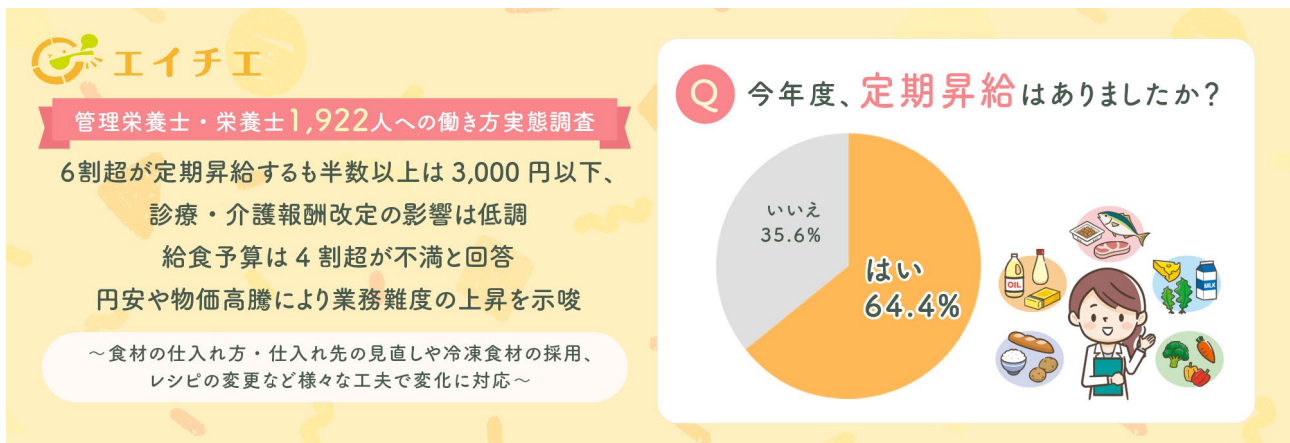 エイチエ
管理栄養士・栄養士1,922人への働き方実態調査
6割超が定期昇給するも半数以上は3,000円以下、
診療・介護報酬改定の影響は低調
給食予算は4割超が不満と回答
円安や物価高騰により業務難度の上昇を示唆
～食材の仕入れ方・仕入れ先の見直しや冷凍食材の採用、
レシピの変更など様々な工夫で変化に対応～
Q 今年度、定期昇給はありましたか？
いいえ
35.6%
はい
64.4%
OIL
MILK